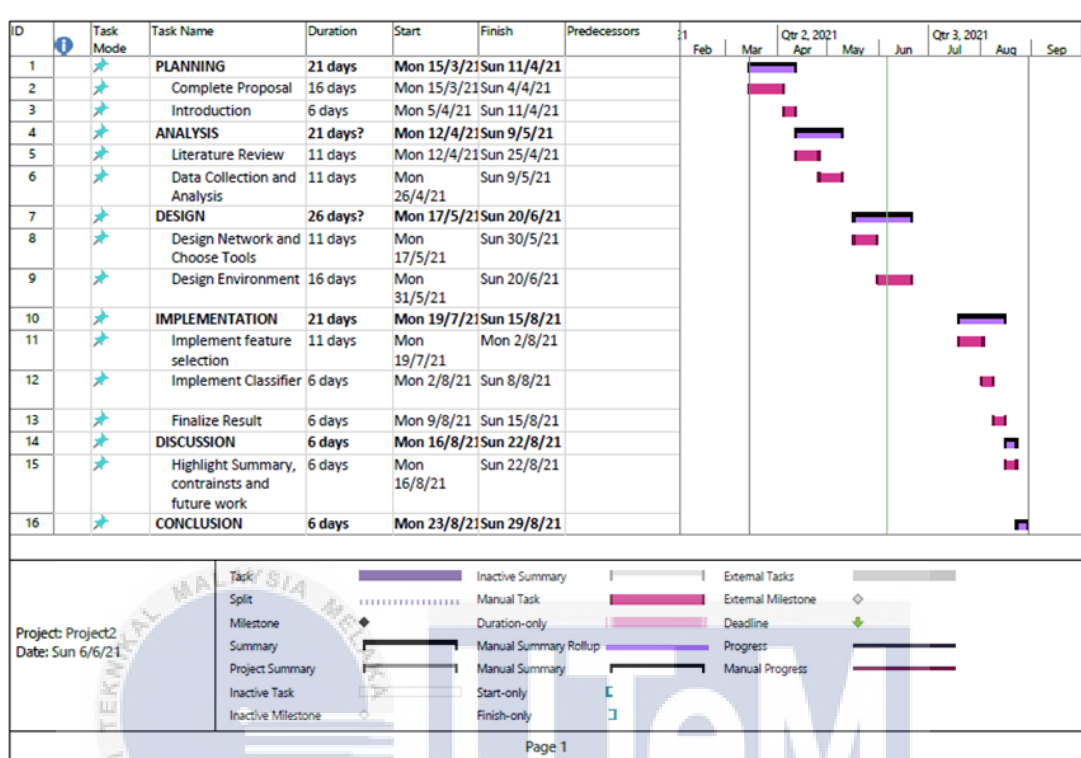 ID Task Mode Task Name Duration Start Finish Predecessors 21 Qtr 2, 2021 Qtr 3, 2021
Feb Mar Apr May Jun Jul Aug Sep
1 PLANNING 21 days Mon 15/3/21 Sun 11/4/21
2 Complete Proposal 16 days Mon 15/3/21 Sun 4/4/21
3 Introduction 6 days Mon 5/4/21 Sun 11/4/21
4 ANALYSIS 21 days? Mon 12/4/21 Sun 9/5/21
5 Literature Review 11 days Mon 12/4/21 Sun 25/4/21
6 Data Collection and 11 days Mon Sun 9/5/21
Analysis 26/4/21
7 DESIGN 26 days? Mon 17/5/21 Sun 20/6/21
8 Design Network and 11 days Mon Sun 30/5/21
Choose Tools 17/5/21
9 Design Environment 16 days Mon Sun 20/6/21
31/5/21
10 IMPLEMENTATION 21 days Mon 19/7/21 Sun 15/8/21
11 Implement feature 11 days Mon Mon 2/8/21
selection 19/7/21
12 Implement Classifier 6 days Mon 2/8/21 Sun 8/8/21
13 Finalize Result 6 days Mon 9/8/21 Sun 15/8/21
14 DISCUSSION 6 days Mon 16/8/21 Sun 22/8/21
15 Highlight Summary, 6 days Mon Sun 22/8/21
contrainsts and 16/8/21
future work
16 CONCLUSION 6 days Mon 23/8/21 Sun 29/8/21
Project: Project2
Date: Sun 6/6/21
Task Inactive Summary External Tasks
Split Manual Task External Milestone
Milestone Duration-only Deadline
Summary Manual Summary Rollup Progress
Project Summary Manual Summary Manual Progress
Inactive Task Start-only
Inactive Milestone Finish-only
Page 1
TEKNIKAL MALAYSIA MELAKA
UTeM